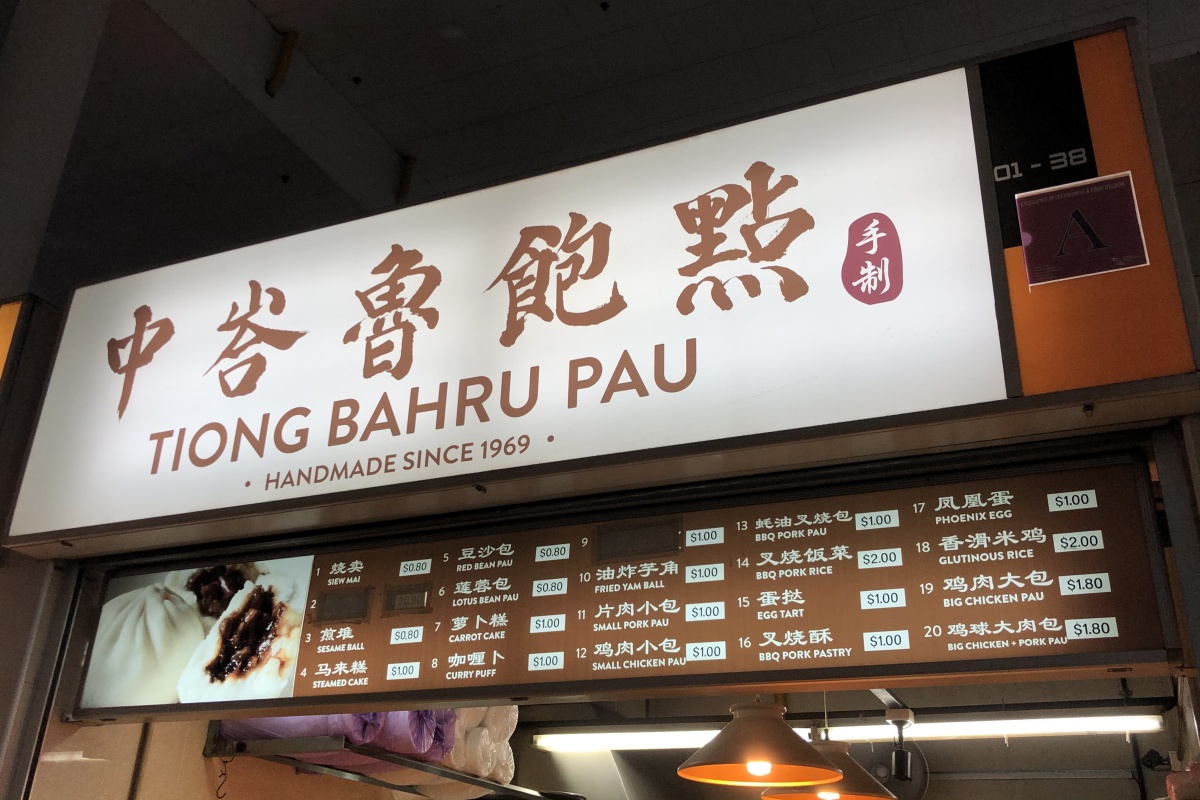 中峇魯飽點
手制
TIONG BAHRU PAU
· HANDMADE SINCE 1969 ·
01 - 38
A
1 烧卖 $0.80
SIEW MAI
2
3 煎堆 $0.80
SESAME BALL
4 马来糕 $1.00
STEAMED CAKE
5 豆沙包 $0.80
RED BEAN PAU
6 莲蓉包 $0.80
LOTUS BEAN PAU
7 萝卜糕 $1.00
CARROT CAKE
8 咖喱卜 $1.00
CURRY PUFF
9 $1.00
10 油炸芋角 $1.00
FRIED YAM BALL
11 片肉小包 $1.00
SMALL PORK PAU
12 鸡肉小包 $1.00
SMALL CHICKEN PAU
13 蚝油叉烧包 $1.00
BBQ PORK PAU
14 叉烧饭菜 $2.00
BBQ PORK RICE
15 蛋挞 $1.00
EGG TART
16 叉烧酥 $1.00
BBQ PORK PASTRY
17 凤凰蛋 $1.00
PHOENIX EGG
18 香滑米鸡 $2.00
GLUTINOUS RICE
19 鸡肉大包 $1.80
BIG CHICKEN PAU
20 鸡球大肉包 $1.80
BIG CHICKEN + PORK PAU